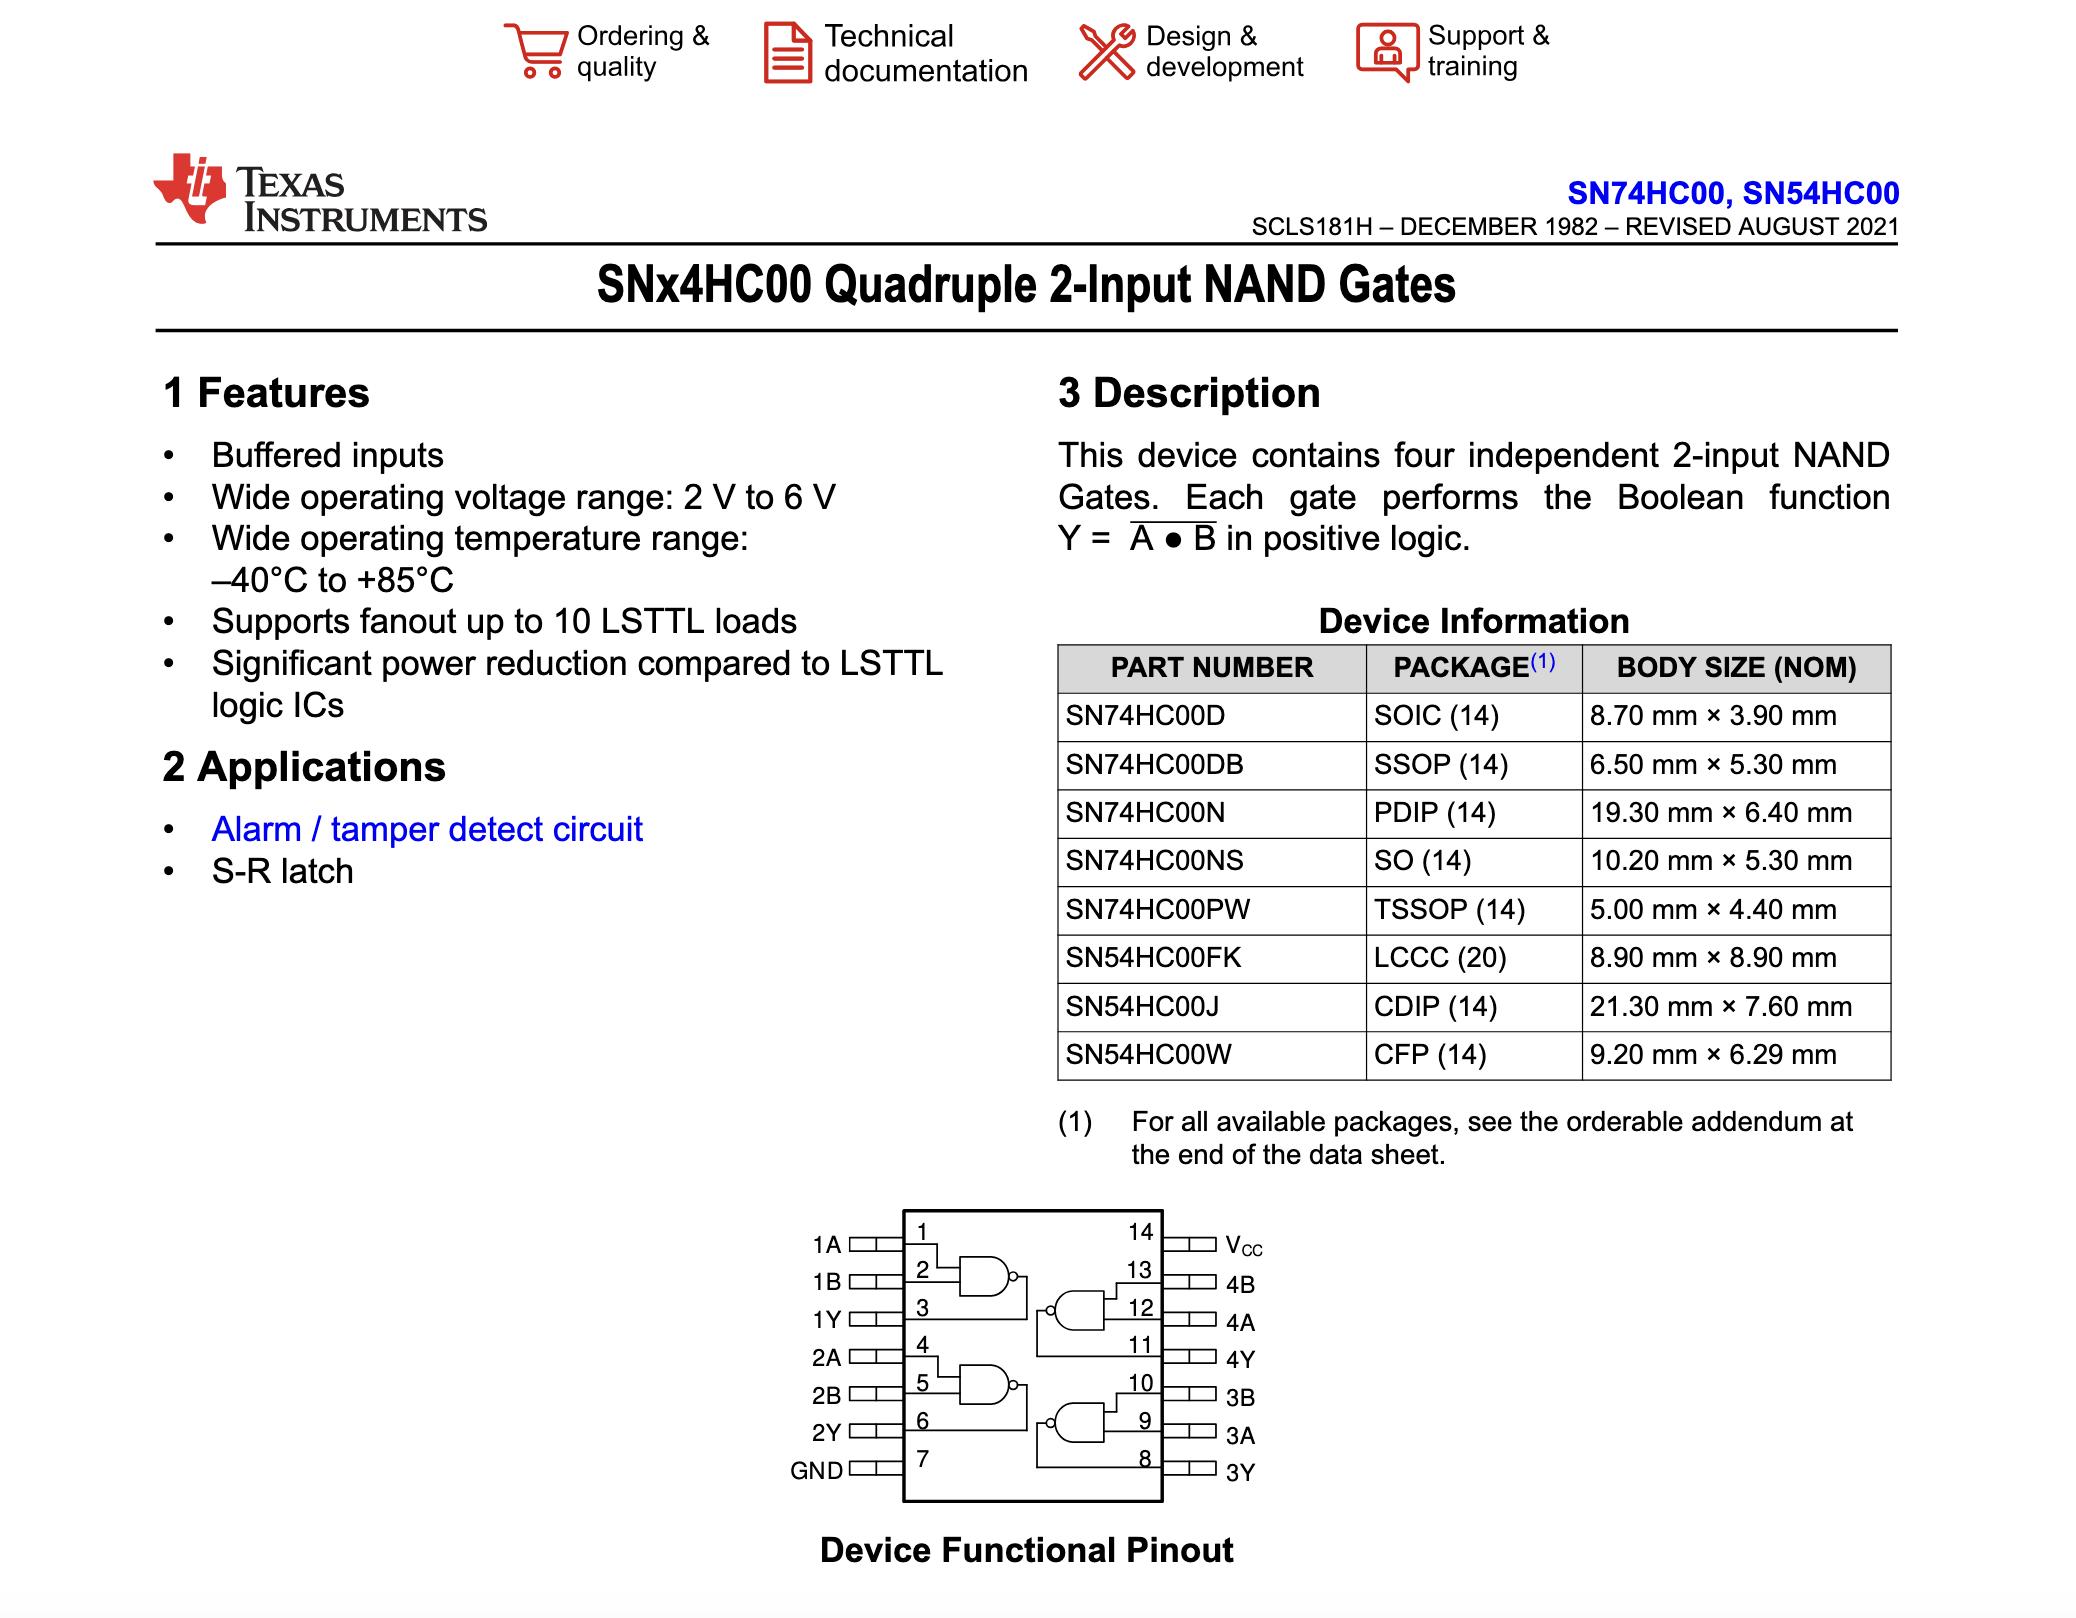 Ordering &
quality
Technical
documentation
Design &
development
Support &
training
TEXAS
INSTRUMENTS
SN74HC00, SN54HC00
SCLS181H – DECEMBER 1982 – REVISED AUGUST 2021
SNx4HC00 Quadruple 2-Input NAND Gates
1 Features
• Buffered inputs
• Wide operating voltage range: 2 V to 6 V
• Wide operating temperature range:
–40°C to +85°C
• Supports fanout up to 10 LSTTL loads
• Significant power reduction compared to LSTTL
logic ICs
2 Applications
• Alarm / tamper detect circuit
• S-R latch
3 Description
This device contains four independent 2-input NAND
Gates. Each gate performs the Boolean function
Y = A̅ ̅●̅ ̅B̅ in positive logic.
Device Information
PART NUMBER PACKAGE(1) BODY SIZE (NOM)
SN74HC00D SOIC (14) 8.70 mm × 3.90 mm
SN74HC00DB SSOP (14) 6.50 mm × 5.30 mm
SN74HC00N PDIP (14) 19.30 mm × 6.40 mm
SN74HC00NS SO (14) 10.20 mm × 5.30 mm
SN74HC00PW TSSOP (14) 5.00 mm × 4.40 mm
SN54HC00FK LCCC (20) 8.90 mm × 8.90 mm
SN54HC00J CDIP (14) 21.30 mm × 7.60 mm
SN54HC00W CFP (14) 9.20 mm × 6.29 mm
(1) For all available packages, see the orderable addendum at
the end of the data sheet.
1A 1 14 VCC
1B 2 13 4B
1Y 3 12 4A
2A 4 11 4Y
2B 5 10 3B
2Y 6 9 3A
GND 7 8 3Y
Device Functional Pinout